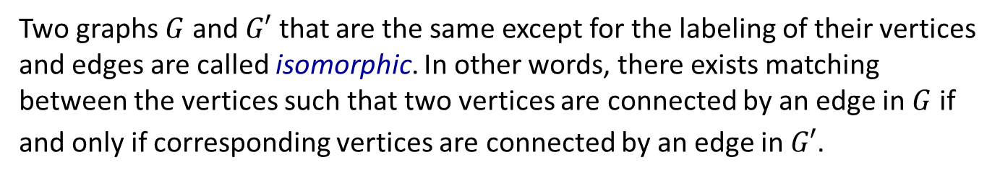 Two graphs G and G′ that are the same except for the labeling of their vertices
and edges are called isomorphic. In other words, there exists matching
between the vertices such that two vertices are connected by an edge in G if
and only if corresponding vertices are connected by an edge in G′.